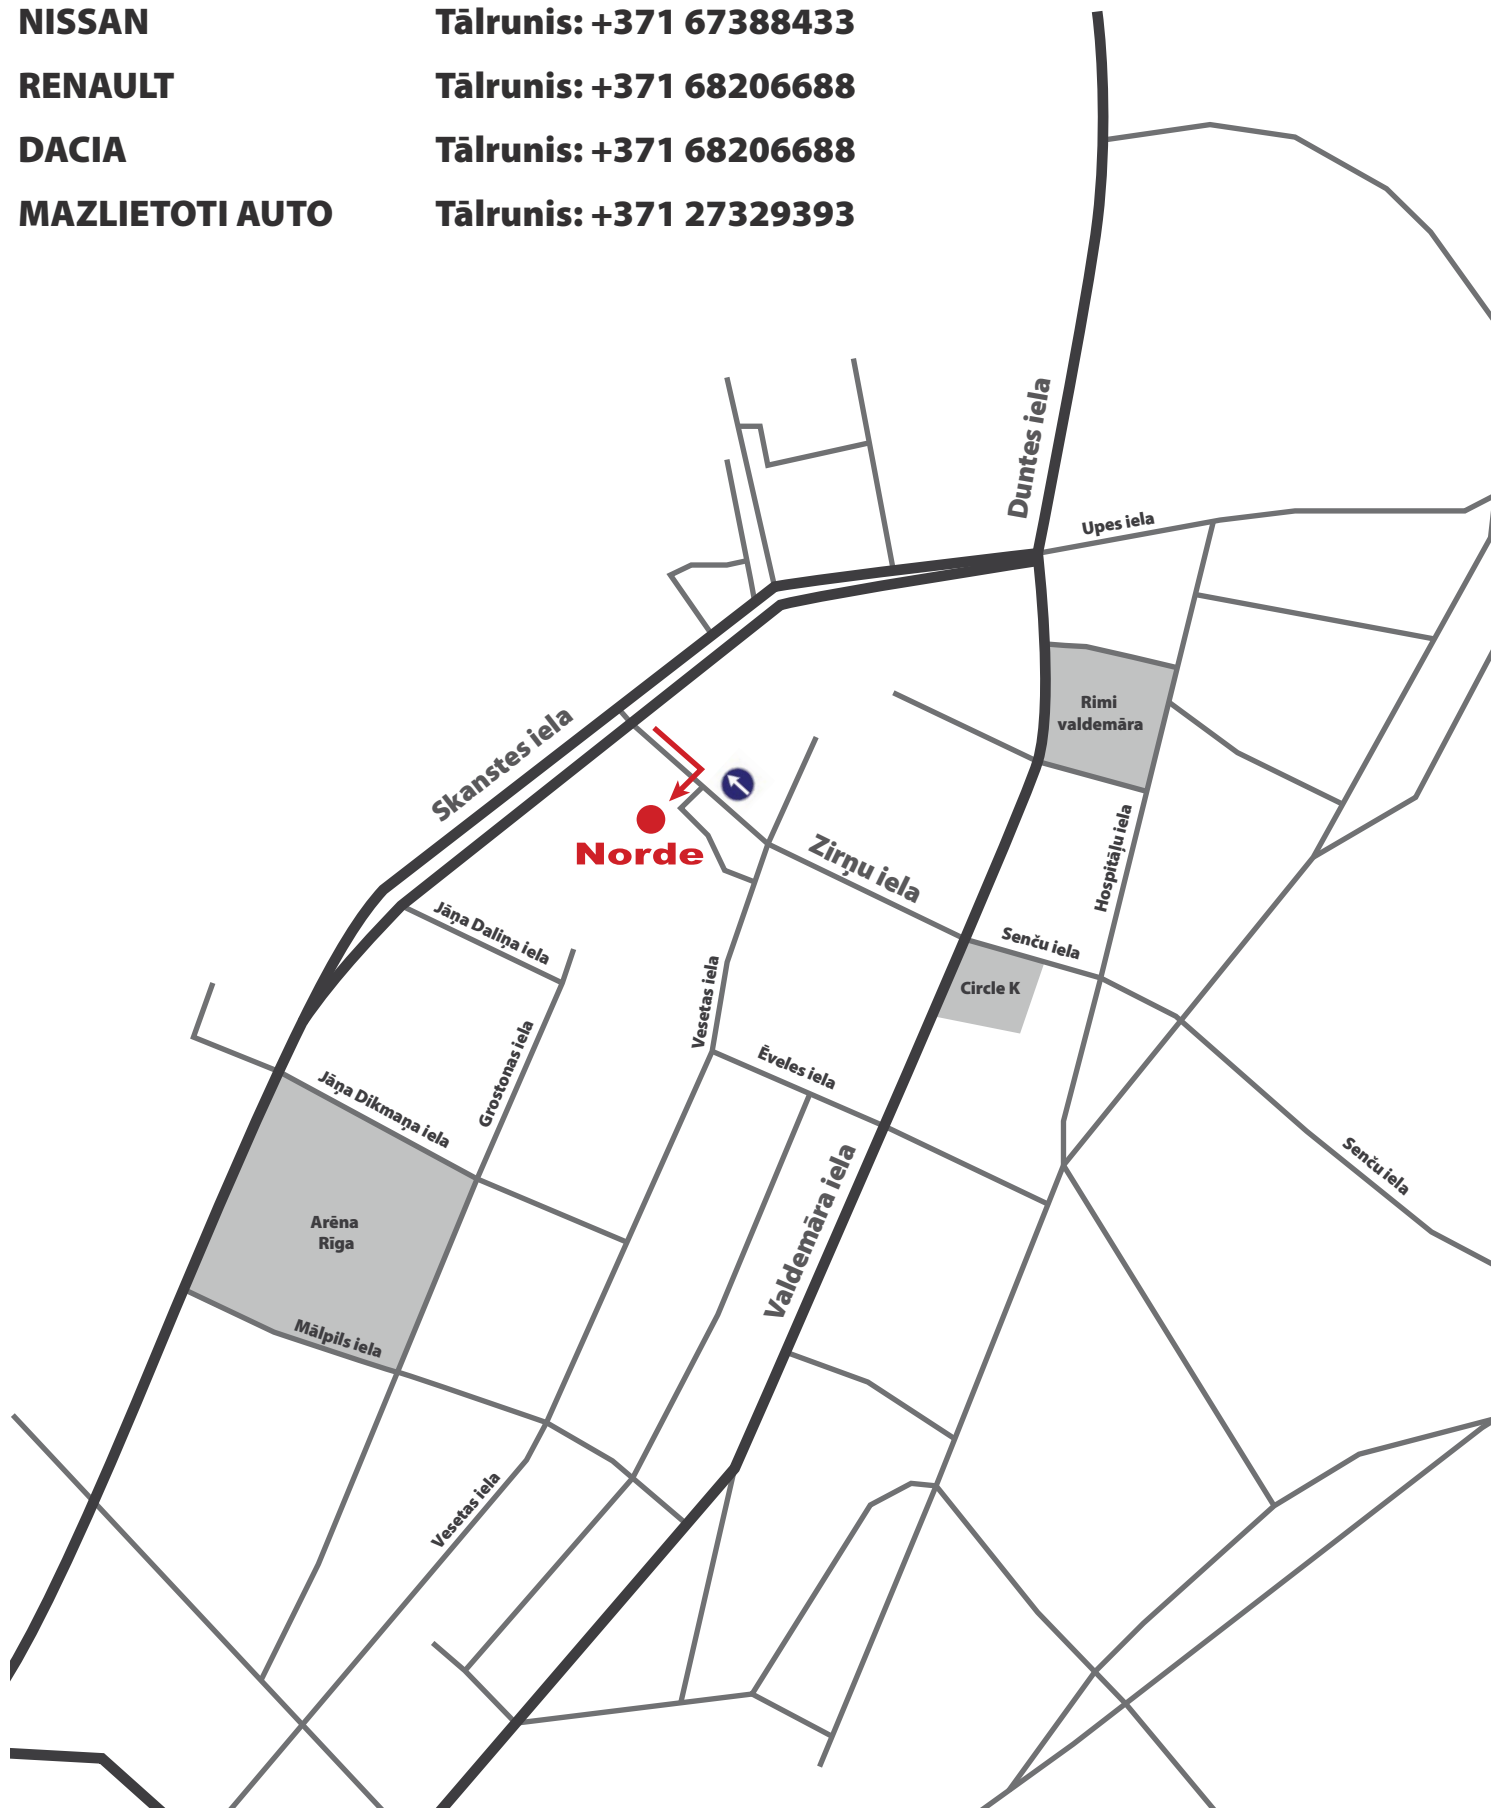 NISSAN Tālrunis: +371 67388433
RENAULT Tālrunis: +371 68206688
DACIA Tālrunis: +371 68206688
MAZLIETOTI AUTO Tālrunis: +371 27329393
Duntes iela
Upes iela
Rimi
valdemāra
Skanstes iela
Norde
Zirņu iela
Hospitāļu iela
Jāņa Daliņa iela
Senču iela
Vesetas iela
Circle K
Grostonas iela
Ēveles iela
Jāņa Dikmaņa iela
Senču iela
Valdemāra iela
Arēna
Rīga
Mālpils iela
Vesetas iela